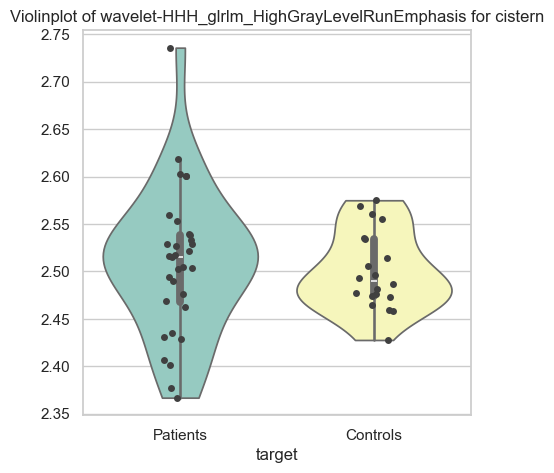 Violinplot of wavelet-HHH_glrlm_HighGrayLevelRunEmphasis for cistern
2.75
2.70
2.65
2.60
2.55
2.50
2.45
2.40
2.35
Patients
Controls
target